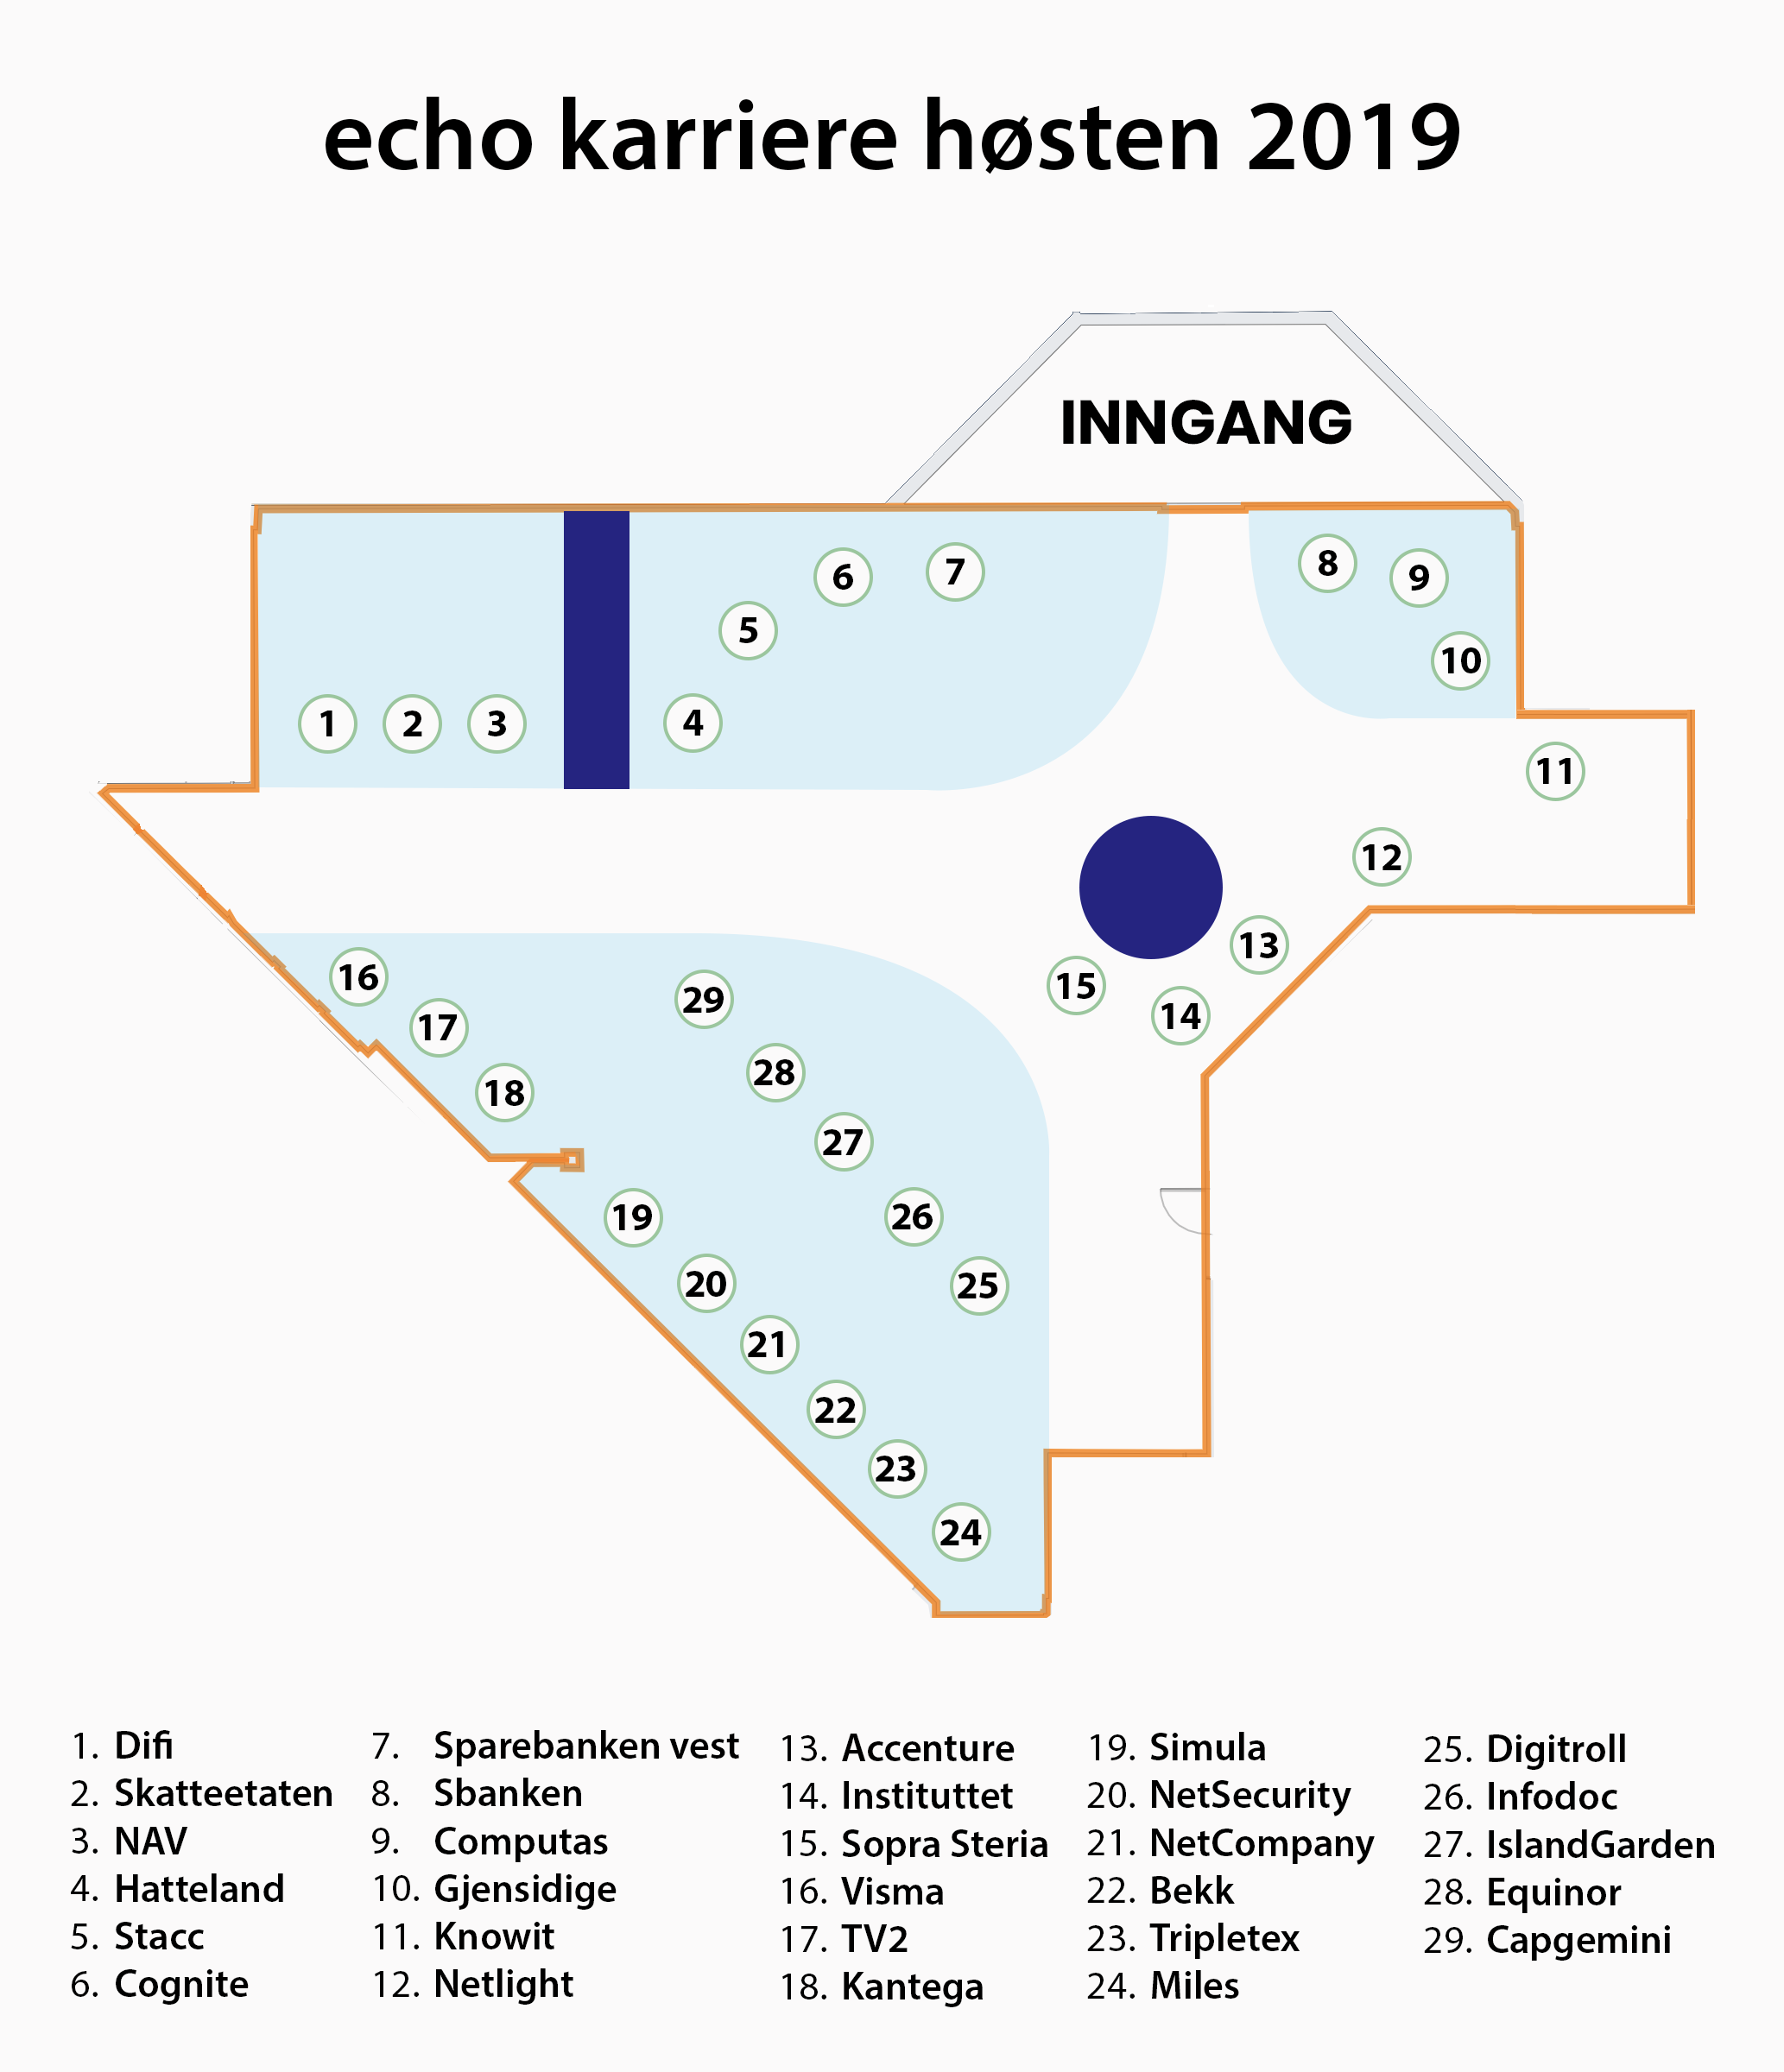 echo karriere høsten 2019
INNGANG
6
7
8
9
5
10
1
2
3
4
11
12
13
16
15
29
14
17
28
18
27
19
26
20
25
21
22
23
24
1. Difi
2. Skatteetaten
3. NAV
4. Hatteland
5. Stacc
6. Cognite
7. Sparebanken vest
8. Sbanken
9. Computas
10. Gjensidige
11. Knowit
12. Netlight
13. Accenture
14. Instituttet
15. Sopra Steria
16. Visma
17. TV2
18. Kantega
19. Simula
20. NetSecurity
21. NetCompany
22. Bekk
23. Tripletex
24. Miles
25. Digitroll
26. Infodoc
27. IslandGarden
28. Equinor
29. Capgemini